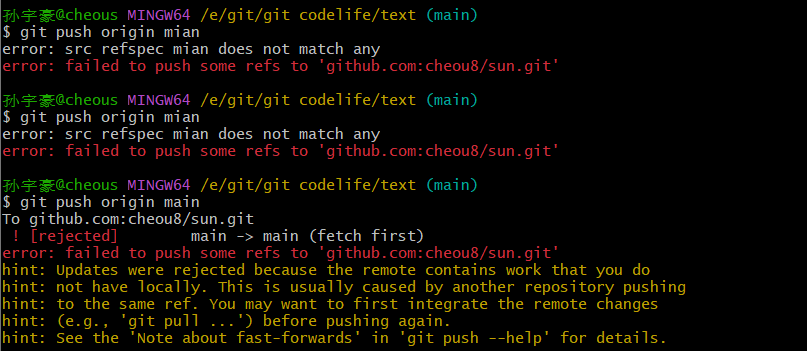 孙字豪@cheous MINGW64 /e/git/git codelife/text (main)
$ git push origin mian
error: src refspec mian does not match any
error: failed to push some refs to 'github.com:cheou8/sun.git'
孙字豪@cheous MINGW64 /e/git/git codelife/text (main)
$ git push origin mian
error: src refspec mian does not match any
error: failed to push some refs to 'github.com:cheou8/sun.git'
孙字豪@cheous MINGW64 /e/git/git codelife/text (main)
$ git push origin main
To github.com:cheou8/sun.git
 ! [rejected]        main -> main (fetch first)
error: failed to push some refs to 'github.com:cheou8/sun.git'
hint: Updates were rejected because the remote contains work that you do
hint: not have locally. This is usually caused by another repository pushing
hint: to the same ref. You may want to first integrate the remote changes
hint: (e.g., 'git pull ...') before pushing again.
hint: See the 'Note about fast-forwards' in 'git push --help' for details.